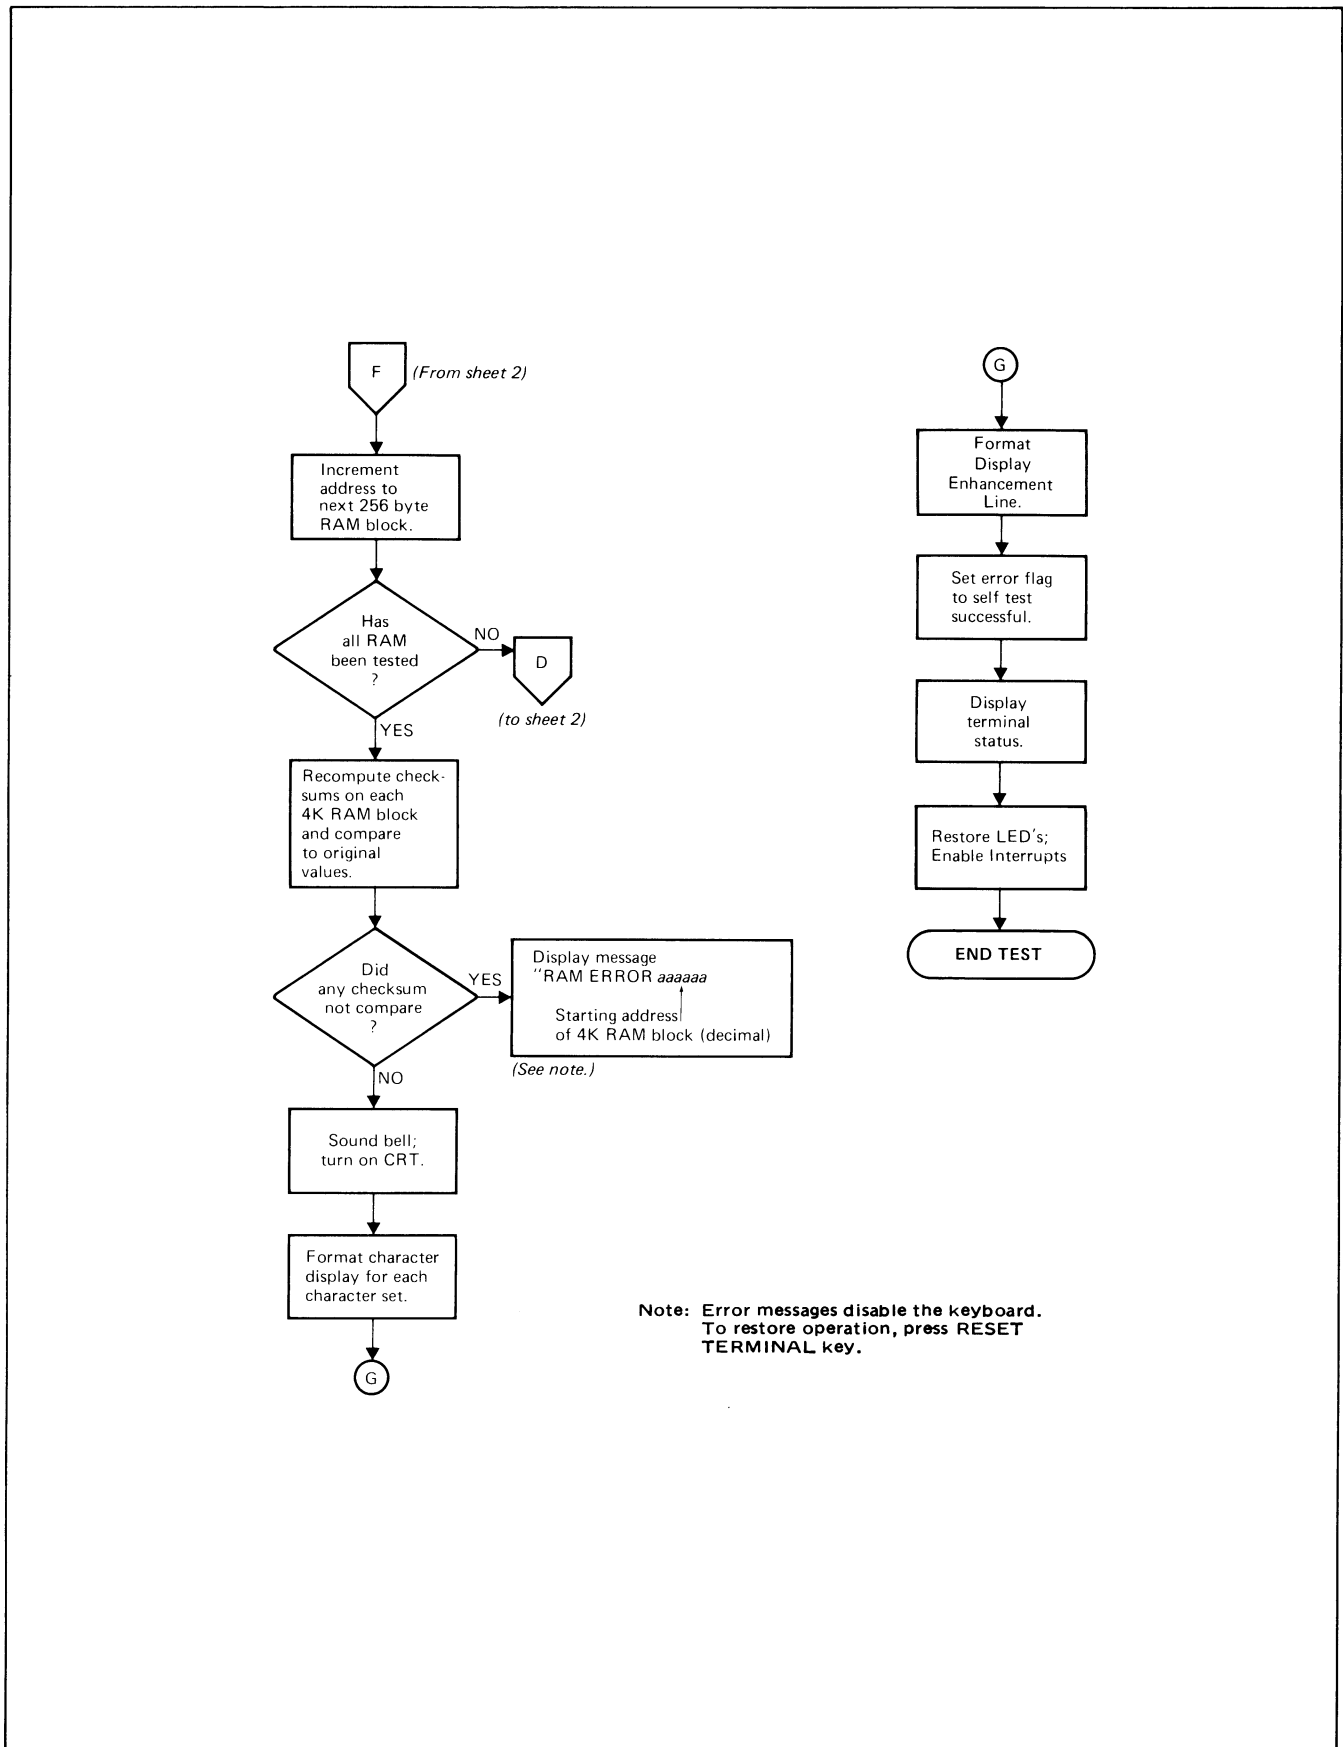 F
(From sheet 2)
Increment
address to
next 256 byte
RAM block.
Has
all RAM
been tested
?
NO
D
(to sheet 2)
YES
Recompute check-
sums on each
4K RAM block
and compare
to original
values.
Did
any checksum
not compare
?
YES
Display message
"RAM ERROR aaaaaa
Starting address
of 4K RAM block (decimal)
(See note.)
NO
Sound bell;
turn on CRT.
Format character
display for each
character set.
G
G
Format
Display
Enhancement
Line.
Set error flag
to self test
successful.
Display
terminal
status.
Restore LED's;
Enable Interrupts
END TEST
Note: Error messages disable the keyboard.
To restore operation, press RESET
TERMINAL key.